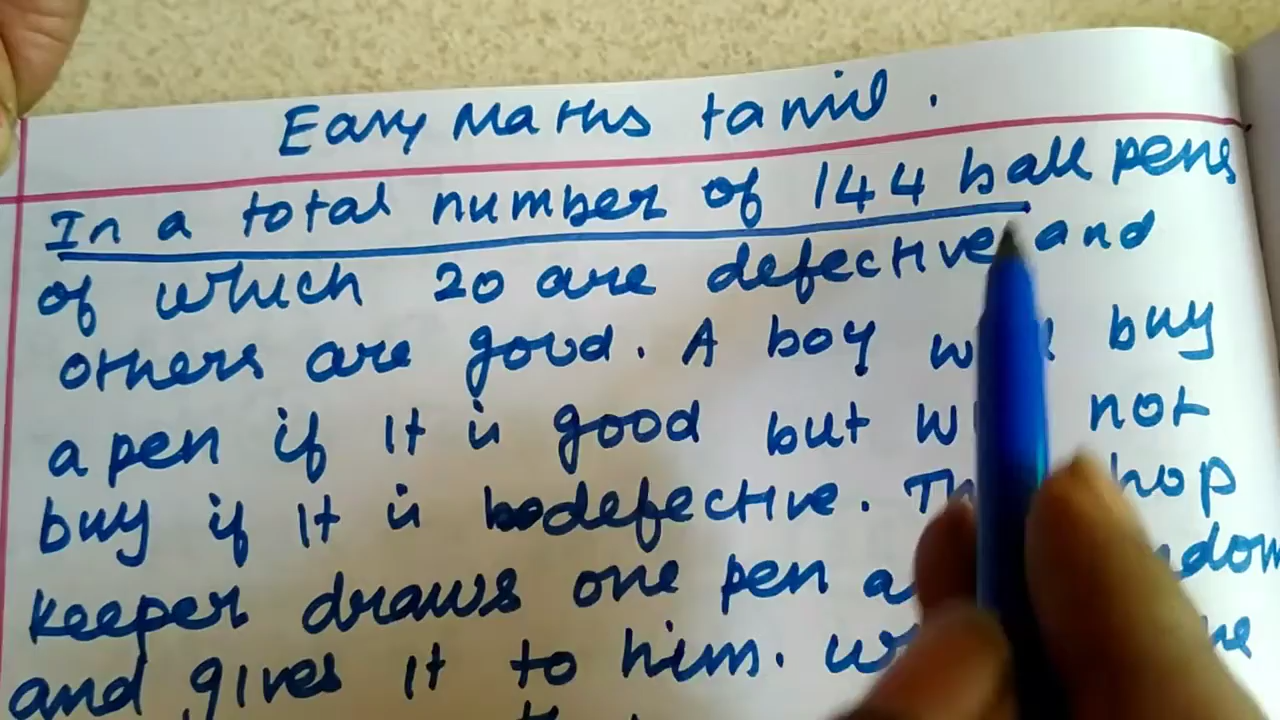 Easy Maths tamil.
In a total number of 144 ball pens
of which 20 are defective and
others are good. A boy buy
a pen if it is good but not
buy if it is defective.
keeper draws one pen
and gives it to him.